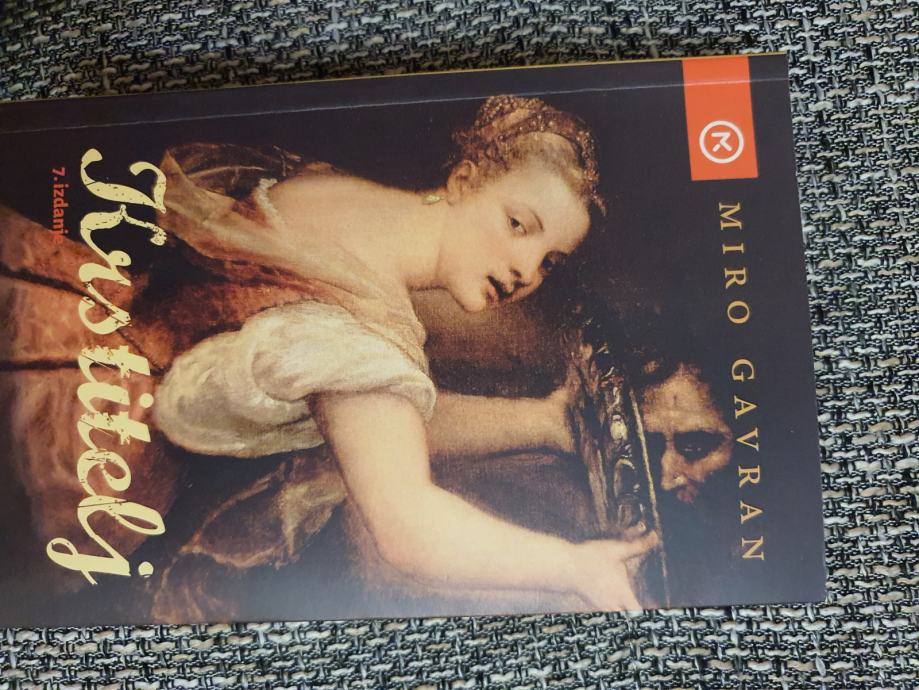 MIRO GAVRAN
Krstitelj
7. izdanje